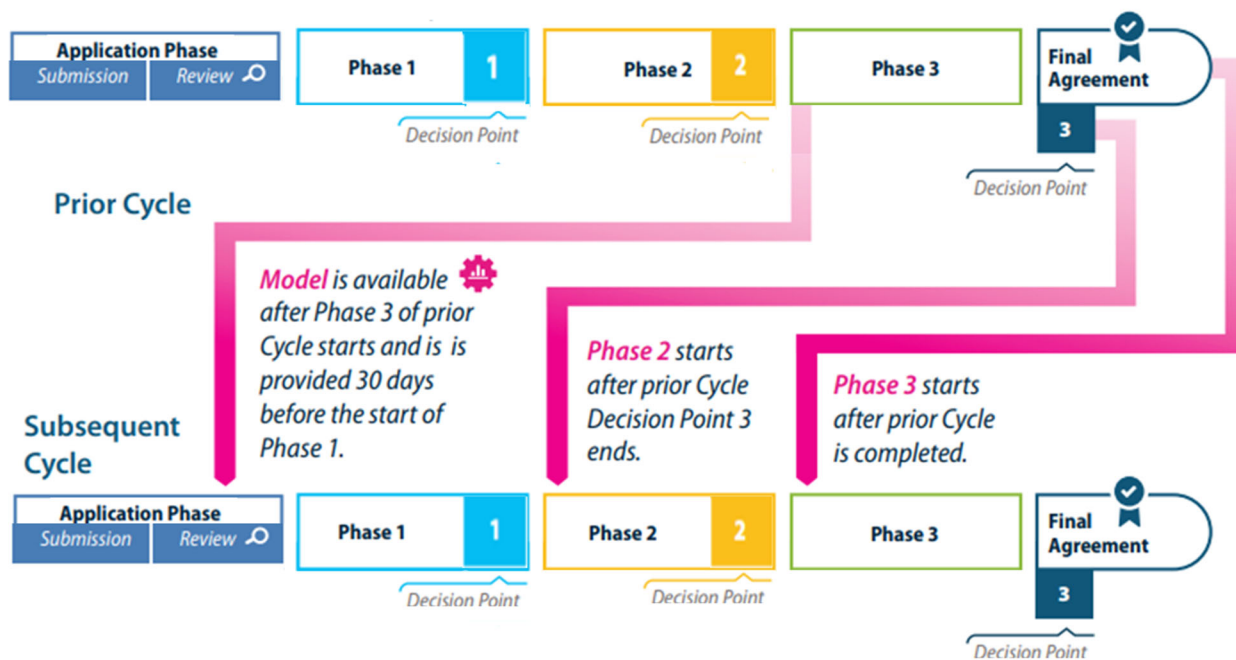 Application Phase
Submission Review
Phase 1 1
Phase 2 2
Phase 3
Final
Agreement
3
Decision Point
Decision Point
Decision Point
Prior Cycle
Model is available
after Phase 3 of prior
Cycle starts and is is
provided 30 days
before the start of
Phase 1.
Phase 2 starts
after prior Cycle
Decision Point 3
ends.
Phase 3 starts
after prior Cycle
is completed.
Subsequent
Cycle
Application Phase
Submission Review
Phase 1 1
Phase 2 2
Phase 3
Final
Agreement
3
Decision Point
Decision Point
Decision Point